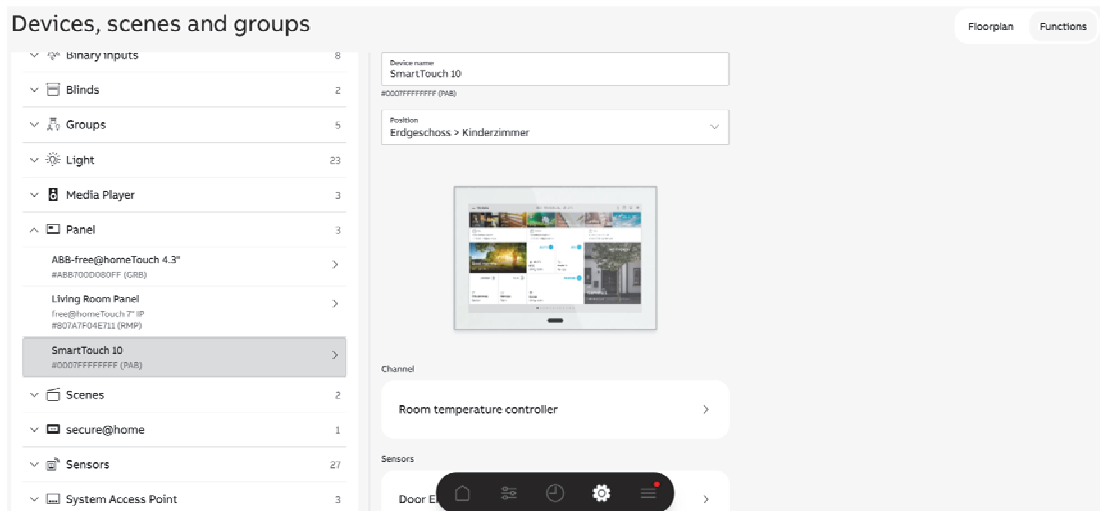 Devices, scenes and groups
Floorplan
Functions
Binary inputs 8
Blinds 2
Groups 5
Light 23
Media Player 3
Panel 3
ABB-free@homeTouch 4.3"
#ABB700D080FF (GRB)
Living Room Panel
free@homeTouch 7" IP
#807A7F04E711 (RMP)
SmartTouch 10
#0007FFFFFFFF (PAB)
Scenes 2
secure@home 1
Sensors 27
System Access Point 3
Device name
SmartTouch 10
#0007FFFFFFFF (PAB)
Position
Erdgeschoss > Kinderzimmer
Channel
Room temperature controller
Sensors
Door E